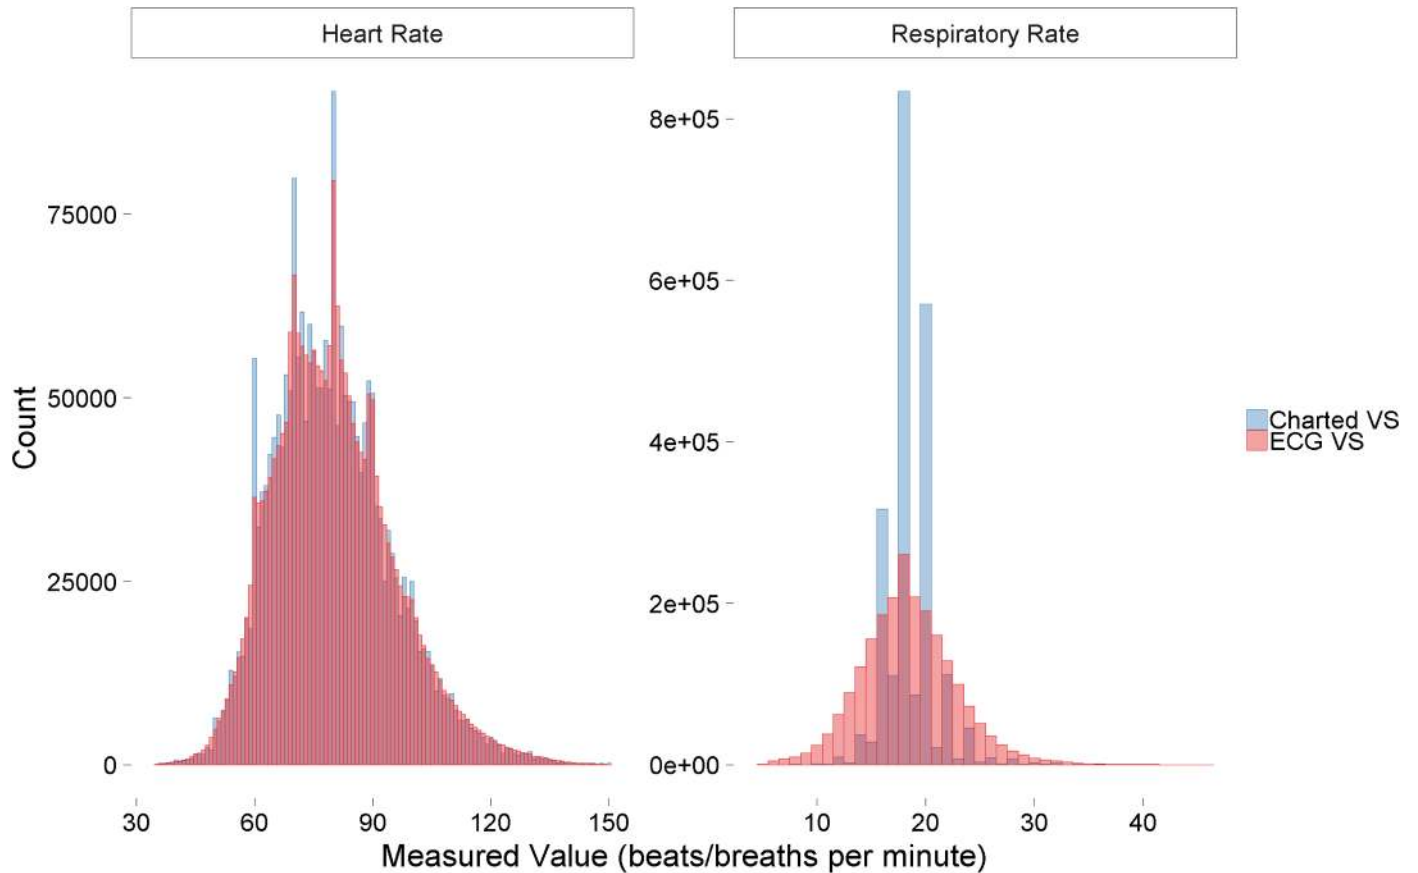 Heart Rate
Respiratory Rate
Count
75000
50000
25000
0
30
60
90
120
150
8e+05
6e+05
4e+05
2e+05
0e+00
10
20
30
40
Measured Value (beats/breaths per minute)
Charted VS
ECG VS